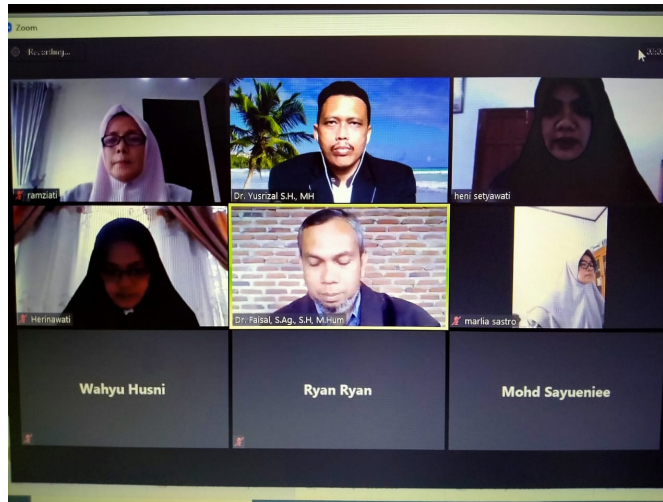 Zoom
Recording...
ramziati
Dr. Yusrizal S.H., MH
heni setyawati
Herinawati
Dr. Faisal, S.Ag., S.H, M.Hum
marlia sastro
Wahyu Husni
Ryan Ryan
Mohd Sayueniee